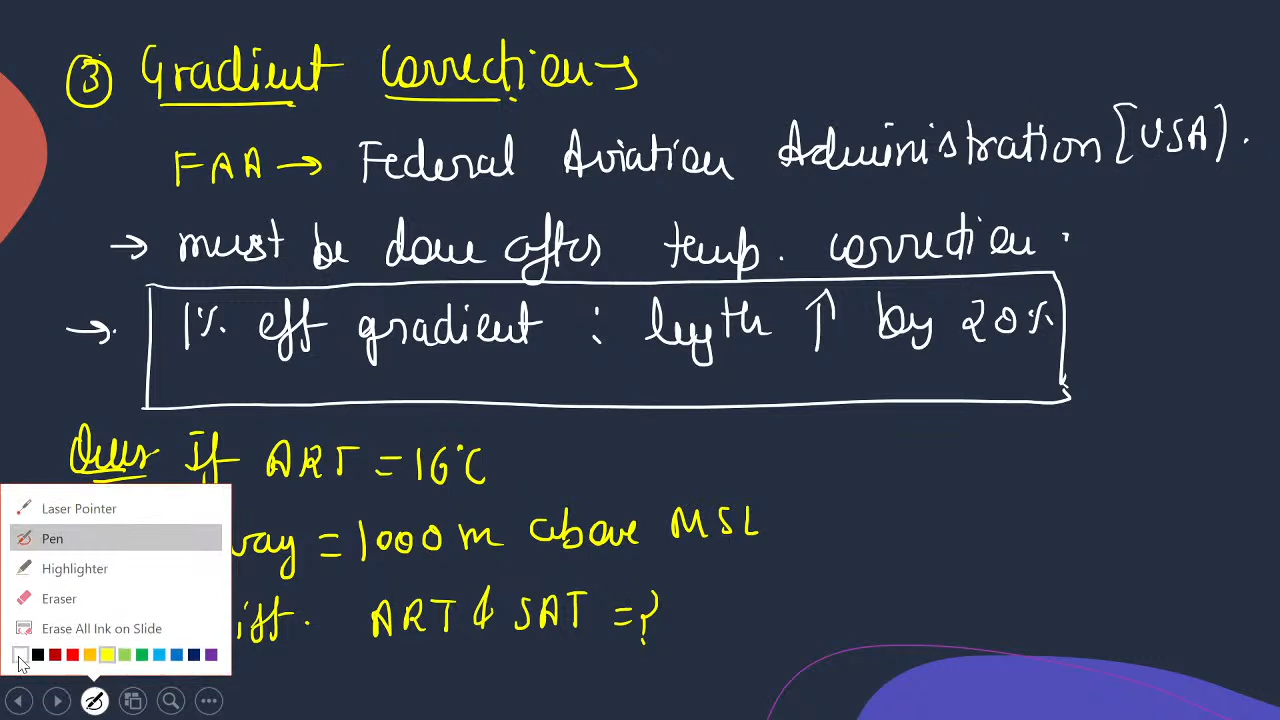 ③ Gradient Correction →
FAA → Federal Aviation Administration [USA].
→ must be done after temp. correction.
→ 1% eff gradient : length ↑ by 20%
Ques If ART = 16°C
way = 1000 m above MSL
iff. ART & SAT = ?
Laser Pointer
Pen
Highlighter
Eraser
Erase All Ink on Slide